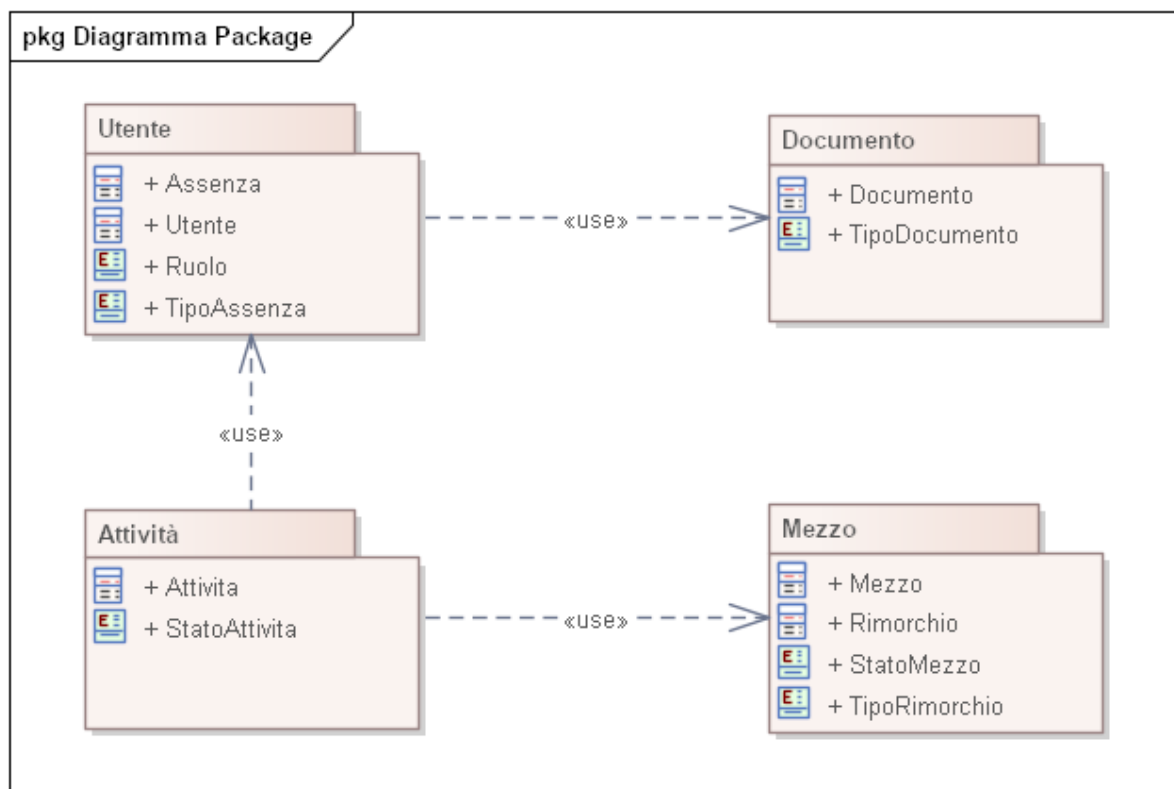 pkg Diagramma Package
Utente
+ Assenza
+ Utente
+ Ruolo
+ TipoAssenza
«use»
Documento
+ Documento
+ TipoDocumento
«use»
Attività
+ Attivita
+ StatoAttivita
«use»
Mezzo
+ Mezzo
+ Rimorchio
+ StatoMezzo
+ TipoRimorchio